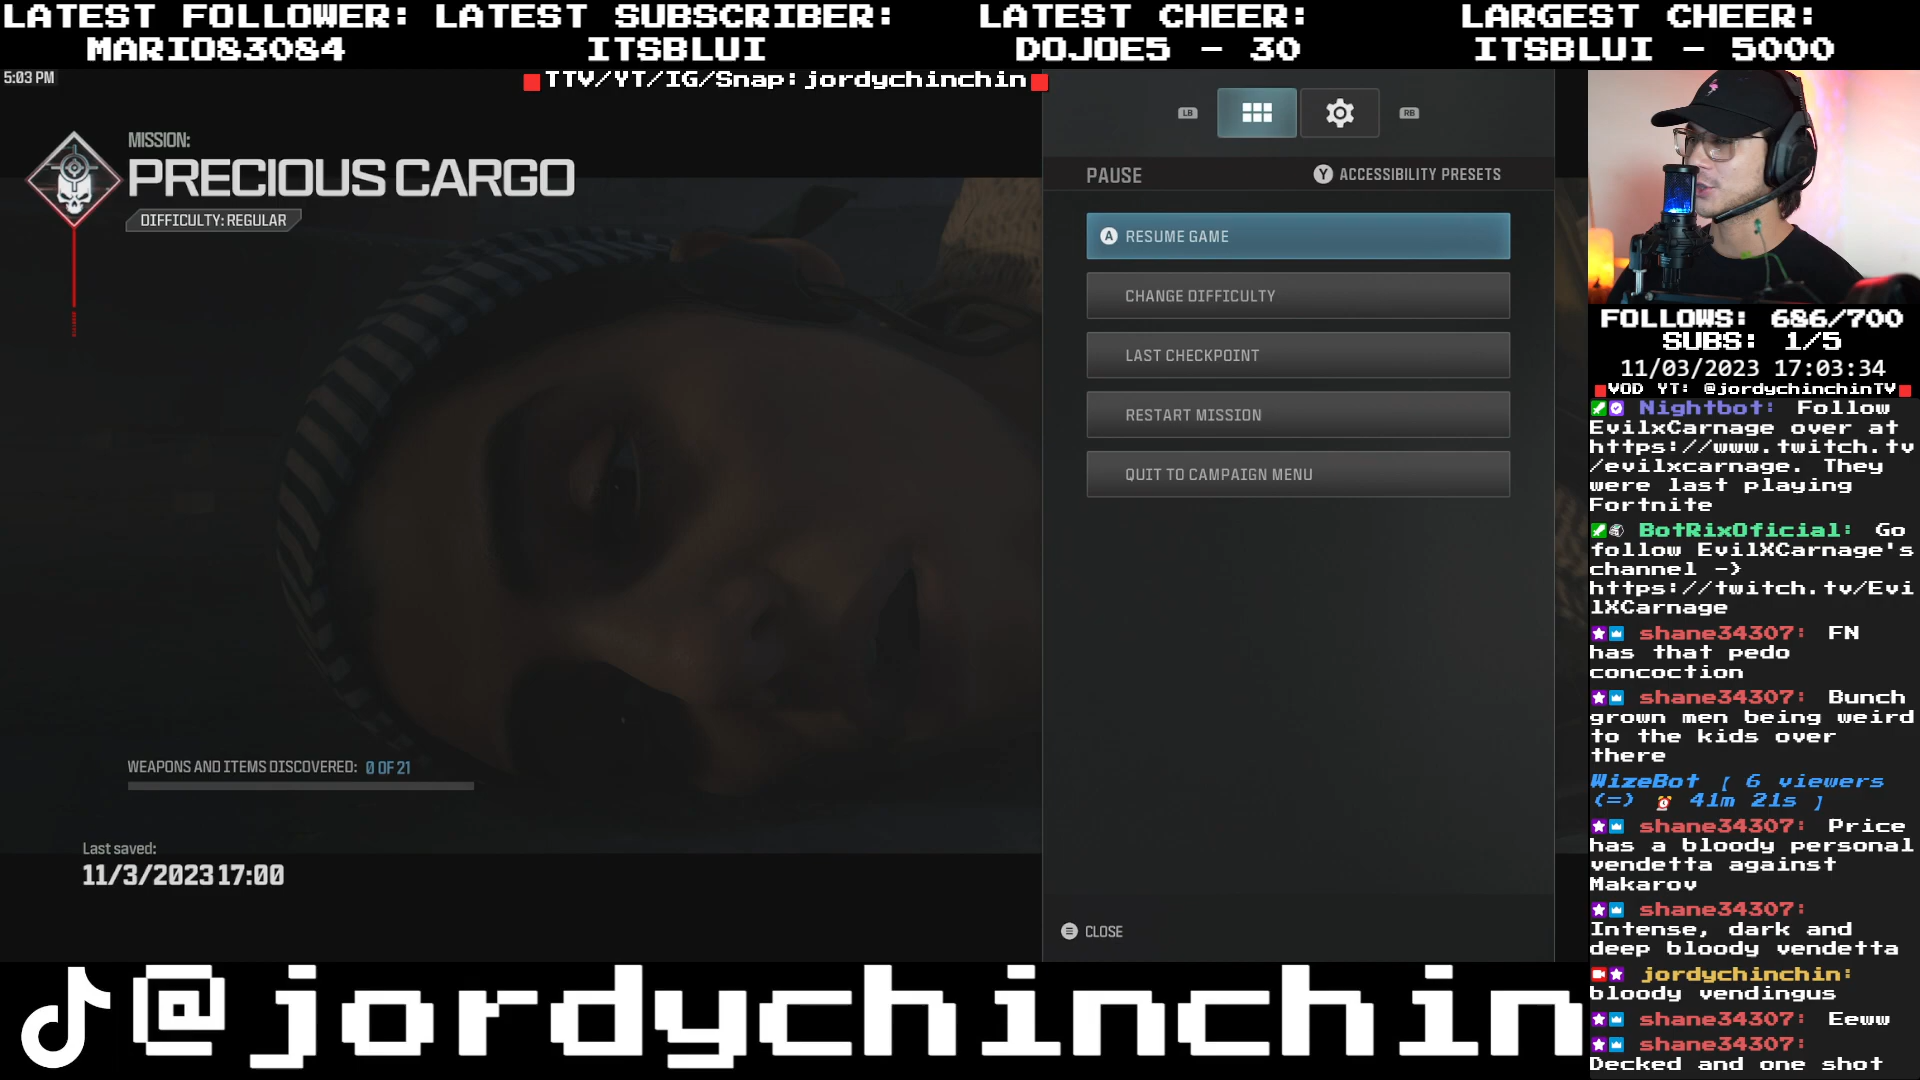 LATEST FOLLOWER:
MARIO83084
LATEST SUBSCRIBER:
ITSBLUI
LATEST CHEER:
DOJOE5 - 30
LARGEST CHEER:
ITSBLUI - 5000
5:03 PM
TTV/YT/IG/Snap:jordychinchin
MISSION:
PRECIOUS CARGO
DIFFICULTY: REGULAR
WEAPONS AND ITEMS DISCOVERED: 0 OF 21
Last saved:
11/3/2023 17:00
LB
RB
PAUSE
Y ACCESSIBILITY PRESETS
A RESUME GAME
CHANGE DIFFICULTY
LAST CHECKPOINT
RESTART MISSION
QUIT TO CAMPAIGN MENU
CLOSE
FOLLOWS: 686/700
SUBS: 1/5
11/03/2023 17:03:34
VOD YT: @jordychinchinTV
Nightbot: Follow
EvilxCarnage over at
https://www.twitch.tv
/evilxcarnage. They
were last playing
Fortnite
BotRixOficial: Go
follow EvilXCarnage's
channel ->
https://twitch.tv/Evi
lXCarnage
shane34307: FN
has that pedo
concoction
shane34307: Bunch
grown men being weird
to the kids over
there
WizeBot [ 6 viewers
(=) 41m 21s ]
shane34307: Price
has a bloody personal
vendetta against
Makarov
shane34307:
Intense, dark and
deep bloody vendetta
jordychinchin:
bloody vendingus
shane34307: Eeww
shane34307:
Decked and one shot
@jordychinchin